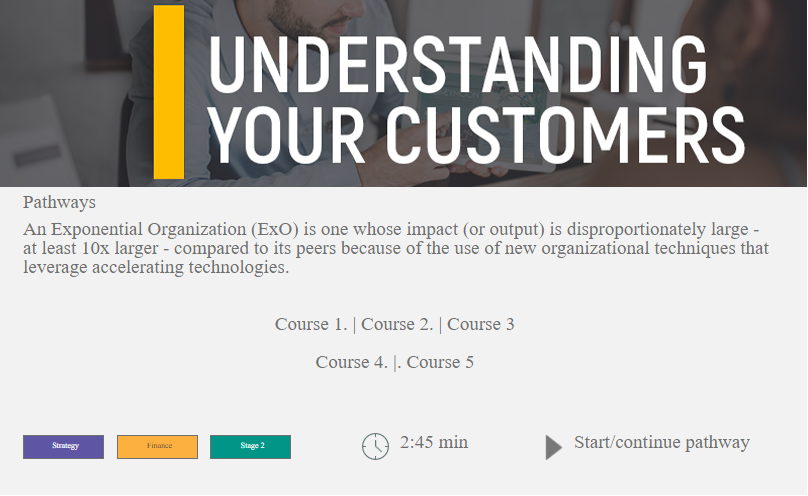 UNDERSTANDING
YOUR CUSTOMERS
Pathways
An Exponential Organization (ExO) is one whose impact (or output) is disproportionately large -
at least 10x larger - compared to its peers because of the use of new organizational techniques that
leverage accelerating technologies.
Course 1. | Course 2. | Course 3
Course 4. |. Course 5
Strategy Finance Stage 2 2:45 min Start/continue pathway